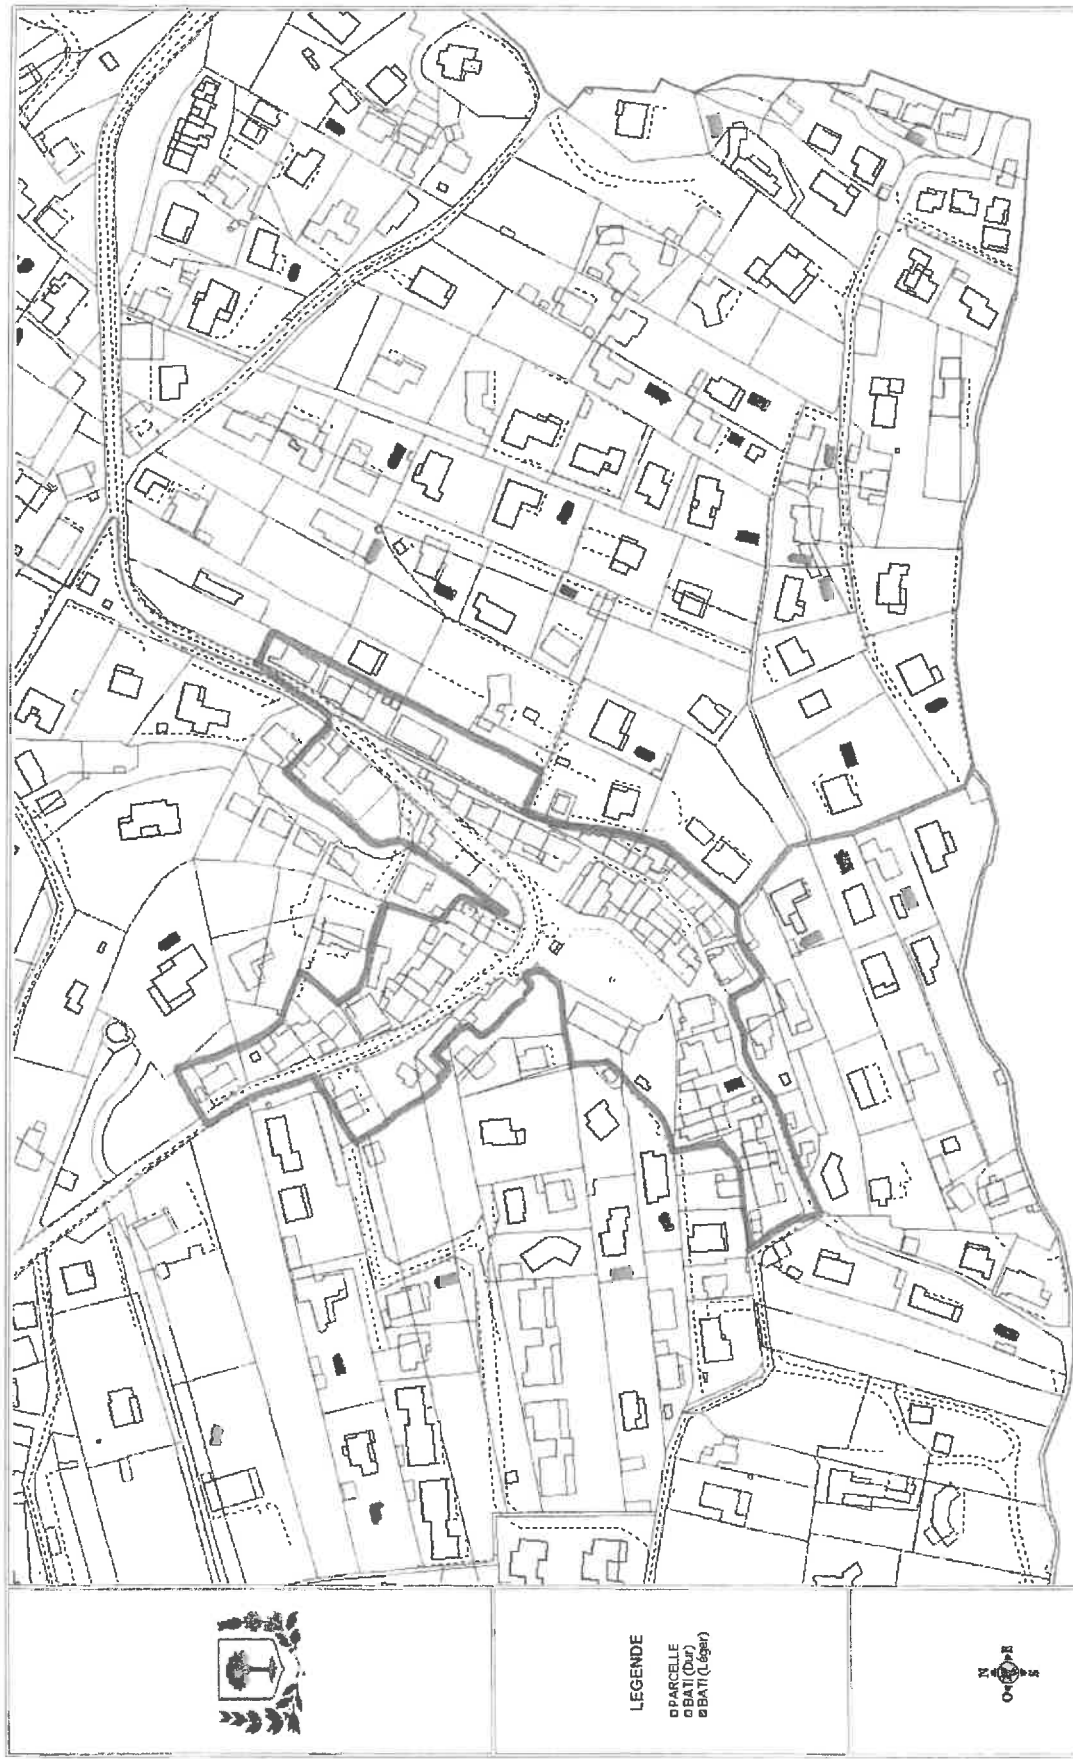 LEGENDE
PARCELLE
BATI (Dur)
BATI (Léger)
N
O
E
S